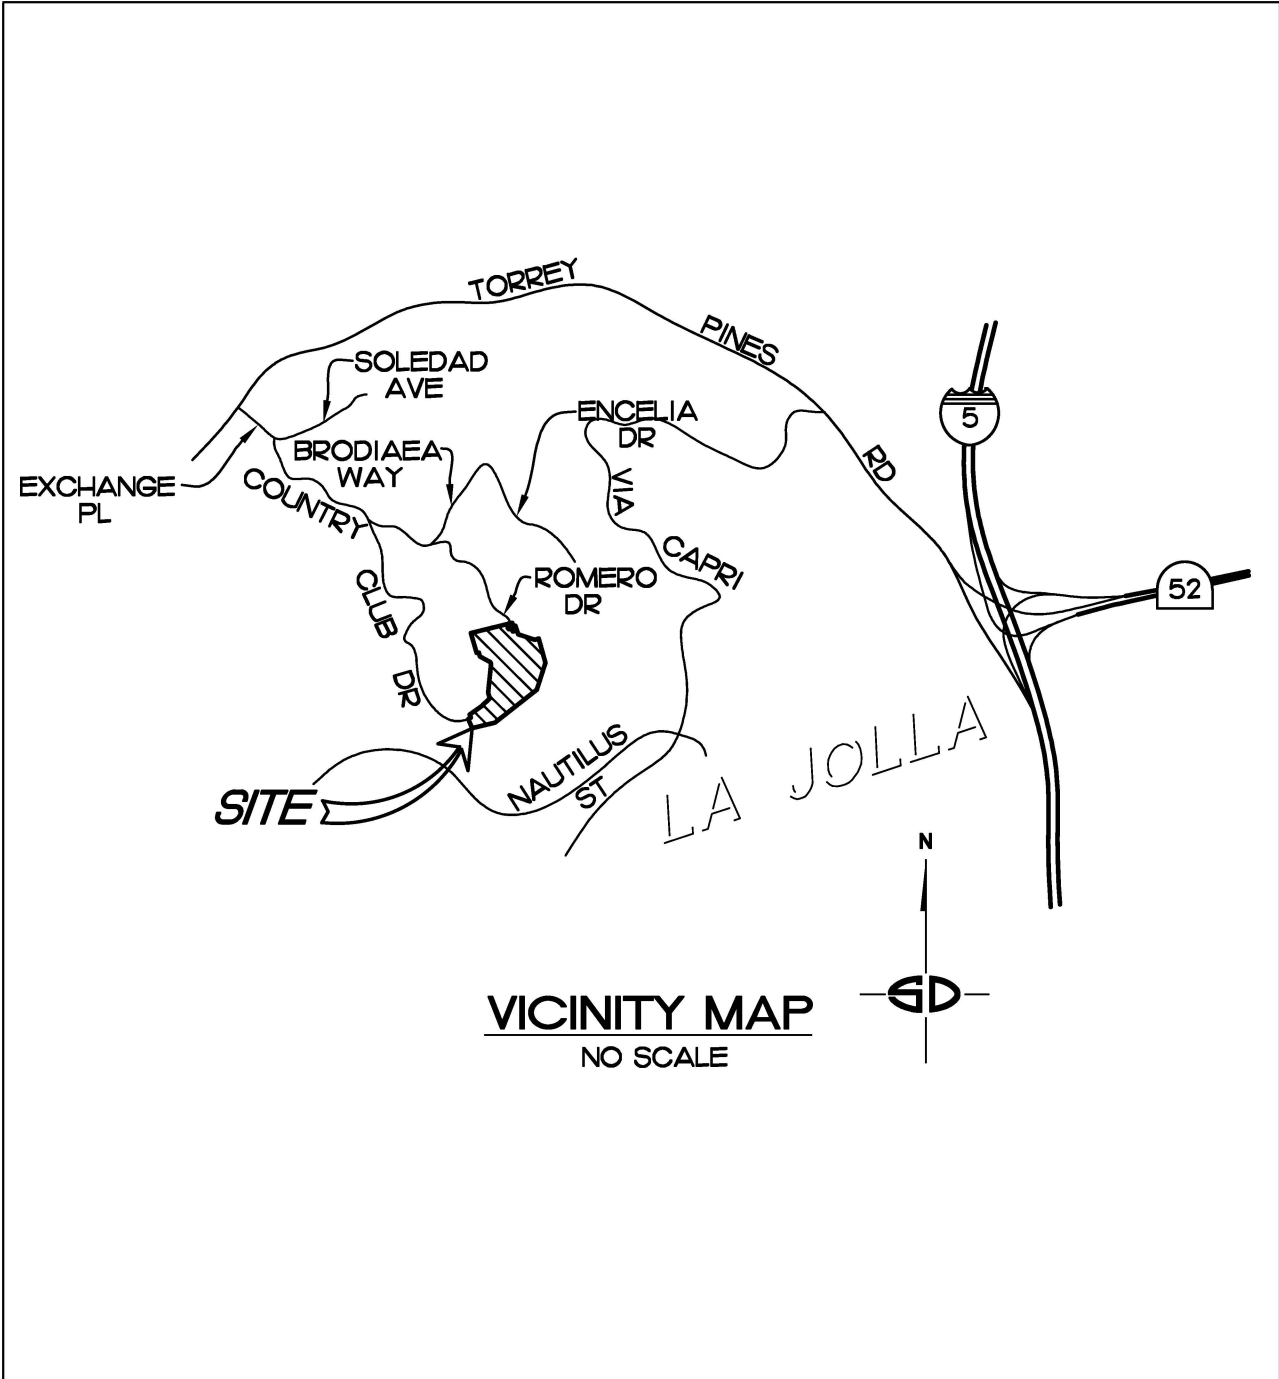 TORREY
PINES
RD
SOLEDAD
AVE
5
ENCELIA
DR
BRODIAEA
WAY
EXCHANGE
PL
COUNTRY
CLUB
DR
VIA
CAPRI
ROMERO
DR
52
SITE
NAUTILUS
ST
LA JOLLA
N
SD
VICINITY MAP
NO SCALE